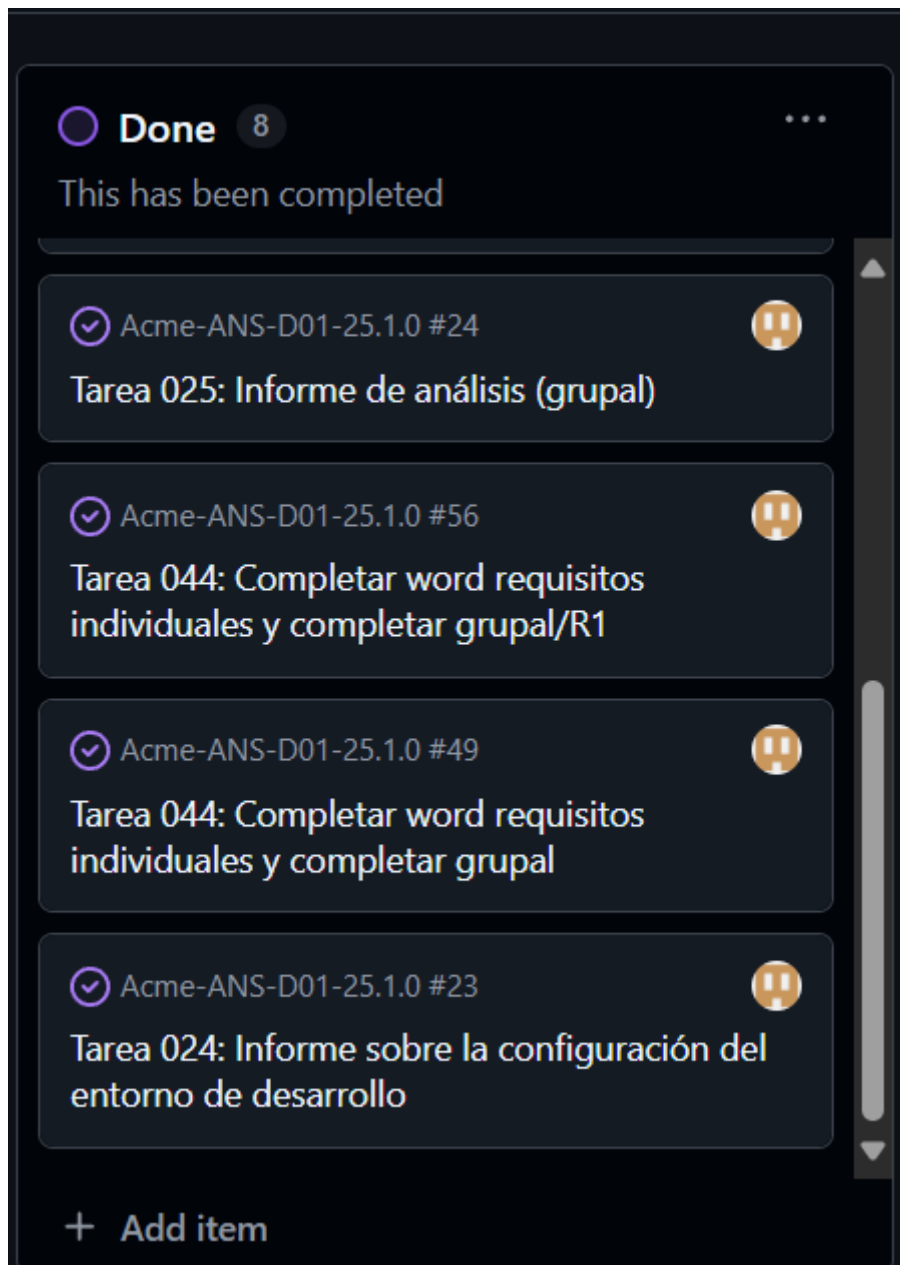 Done 8
This has been completed
Acme-ANS-D01-25.1.0 #24
Tarea 025: Informe de análisis (grupal)
Acme-ANS-D01-25.1.0 #56
Tarea 044: Completar word requisitos
individuales y completar grupal/R1
Acme-ANS-D01-25.1.0 #49
Tarea 044: Completar word requisitos
individuales y completar grupal
Acme-ANS-D01-25.1.0 #23
Tarea 024: Informe sobre la configuración del
entorno de desarrollo
+ Add item